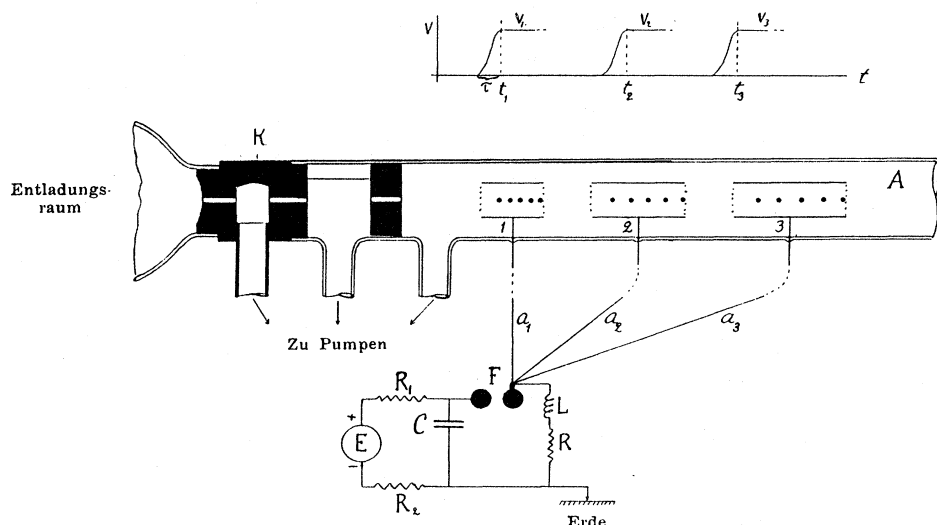 V V₁ V₂ V₃
τ t₁ t₂ t₃ t
K
Entladungs-
raum
A
1 2 3
a₁ a₂ a₃
Zu Pumpen
F
R₁
L
C
+
E
R
−
R₂
Erde